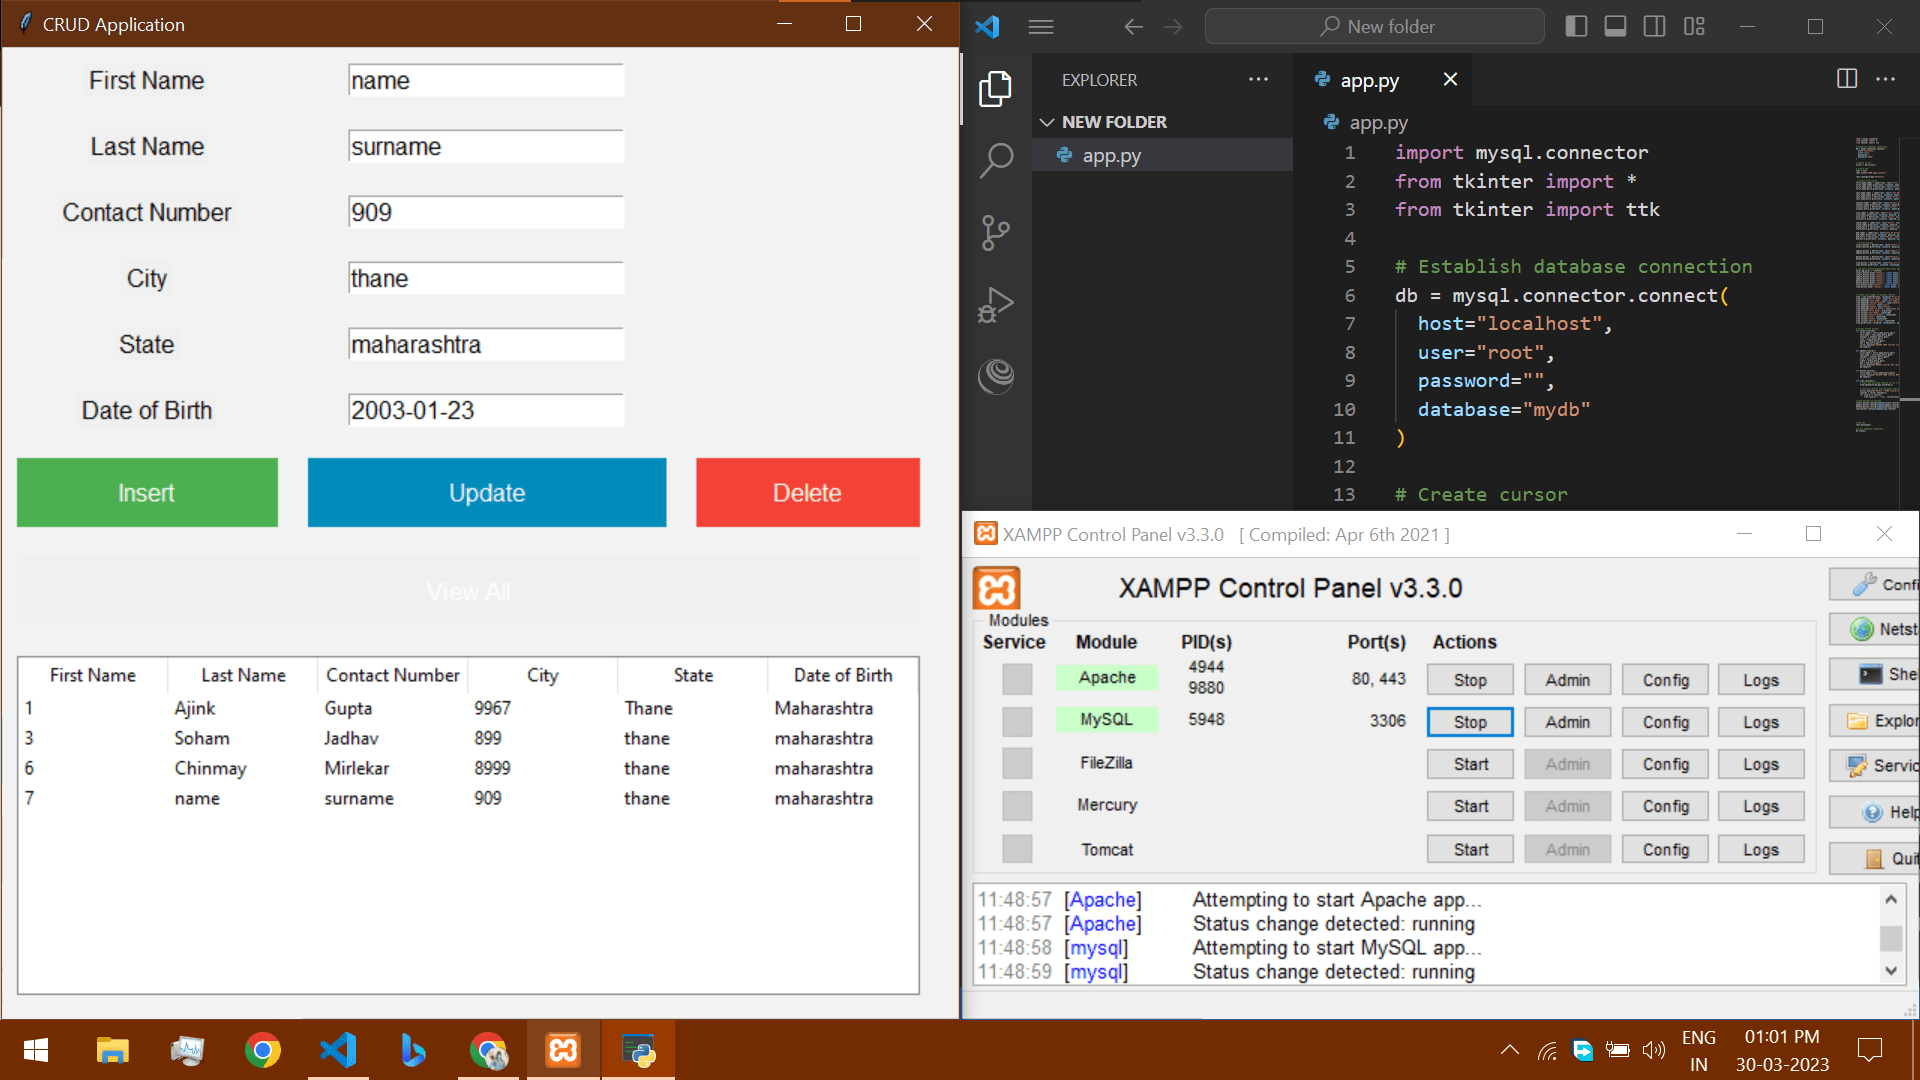 CRUD Application
First Name name
Last Name surname
Contact Number 909
City thane
State maharashtra
Date of Birth 2003-01-23
Insert Update Delete
View All
First Name Last Name Contact Number City State Date of Birth
1 Ajink Gupta 9967 Thane Maharashtra
3 Soham Jadhav 899 thane maharashtra
6 Chinmay Mirlekar 8999 thane maharashtra
7 name surname 909 thane maharashtra
New folder
EXPLORER
NEW FOLDER
app.py
app.py
app.py
1 import mysql.connector
2 from tkinter import *
3 from tkinter import ttk
4
5 # Establish database connection
6 db = mysql.connector.connect(
7 host="localhost",
8 user="root",
9 password="",
10 database="mydb"
11 )
12
13 # Create cursor
XAMPP Control Panel v3.3.0 [ Compiled: Apr 6th 2021 ]
XAMPP Control Panel v3.3.0
Modules
Service Module PID(s) Port(s) Actions
Apache 4944 9880 80, 443 Stop Admin Config Logs
MySQL 5948 3306 Stop Admin Config Logs
FileZilla Start Admin Config Logs
Mercury Start Admin Config Logs
Tomcat Start Admin Config Logs
Confi
Netst
Shel
Explor
Servic
Help
Quit
11:48:57 [Apache] Attempting to start Apache app...
11:48:57 [Apache] Status change detected: running
11:48:58 [mysql] Attempting to start MySQL app...
11:48:59 [mysql] Status change detected: running
ENG
IN
01:01 PM
30-03-2023